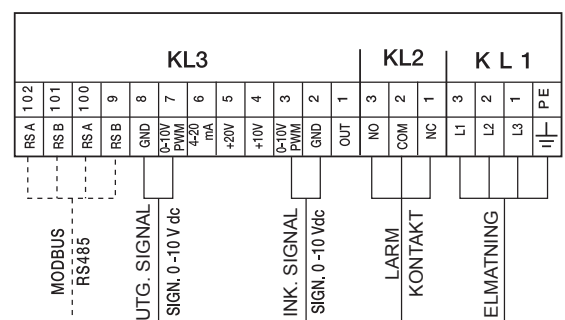 KL3 KL2 K L 1
102 101 100 9 8 7 6 5 4 3 2 1 3 2 1 3 2 1 PE
RS A
RS B
RS A
RS B
GND
0-10V
PWM
4-20
mA
+20V
+10V
0-10V
PWM
GND
OUT
NO
COM
NC
L1
L2
L3
MODBUS
RS485
UTG. SIGNAL
SIGN. 0 -10 V dc
INK. SIGNAL
SIGN. 0 -10 Vdc
LARM
KONTAKT
ELMATNING